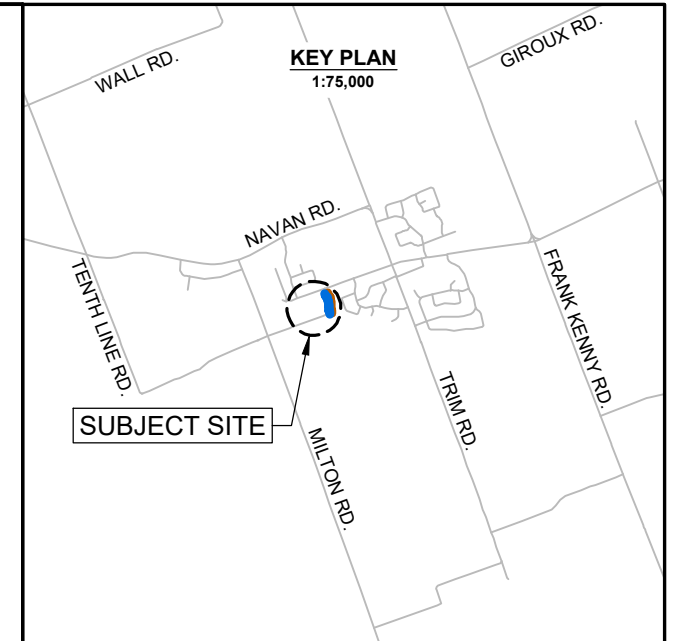 KEY PLAN
1:75,000
WALL RD.
GIROUX RD.
NAVAN RD.
TENTH LINE RD.
FRANK KENNY RD.
TRIM RD.
SUBJECT SITE
MILTON RD.